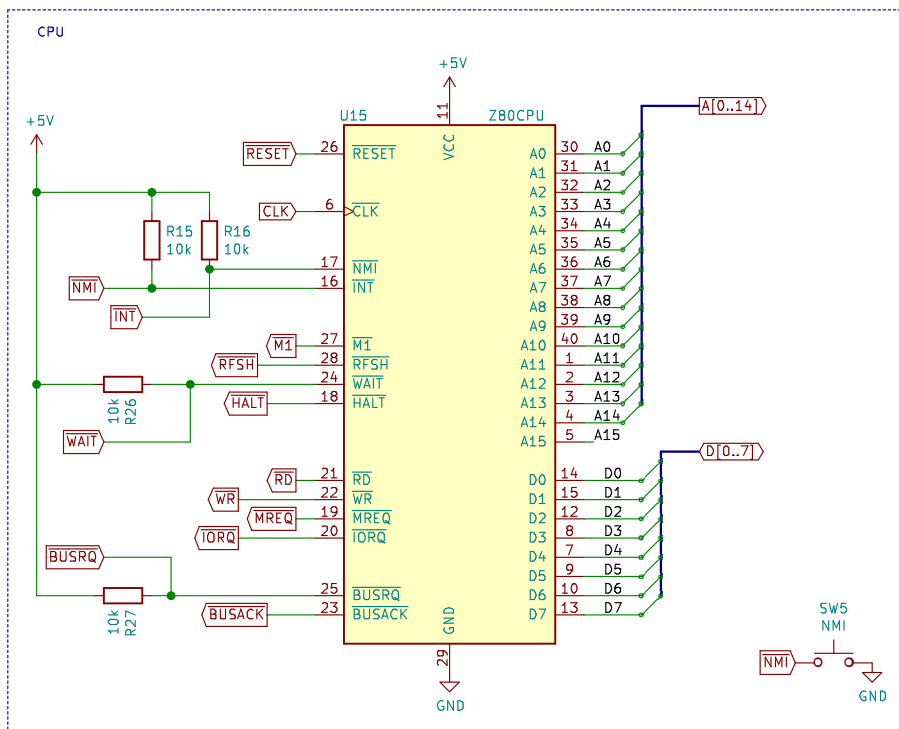 CPU
+5V
+5V
U15
Z80CPU
11
VCC
A[0..14]
RESET
26
RESET
CLK
6
CLK
R15
10k
R16
10k
NMI
17
NMI
16
INT
INT
M1
27
M1
RFSH
28
RFSH
24
WAIT
10k
R26
HALT
18
HALT
WAIT
RD
21
RD
WR
22
WR
MREQ
19
MREQ
IORQ
20
IORQ
BUSRQ
25
BUSRQ
10k
R27
BUSACK
23
BUSACK
A0 30 A0
A1 31 A1
A2 32 A2
A3 33 A3
A4 34 A4
A5 35 A5
A6 36 A6
A7 37 A7
A8 38 A8
A9 39 A9
A10 40 A10
A11 1 A11
A12 2 A12
A13 3 A13
A14 4 A14
A15 5 A15
D[0..7]
D0 14 D0
D1 15 D1
D2 12 D2
D3 8 D3
D4 7 D4
D5 9 D5
D6 10 D6
D7 13 D7
GND
29
GND
SW5
NMI
NMI
GND